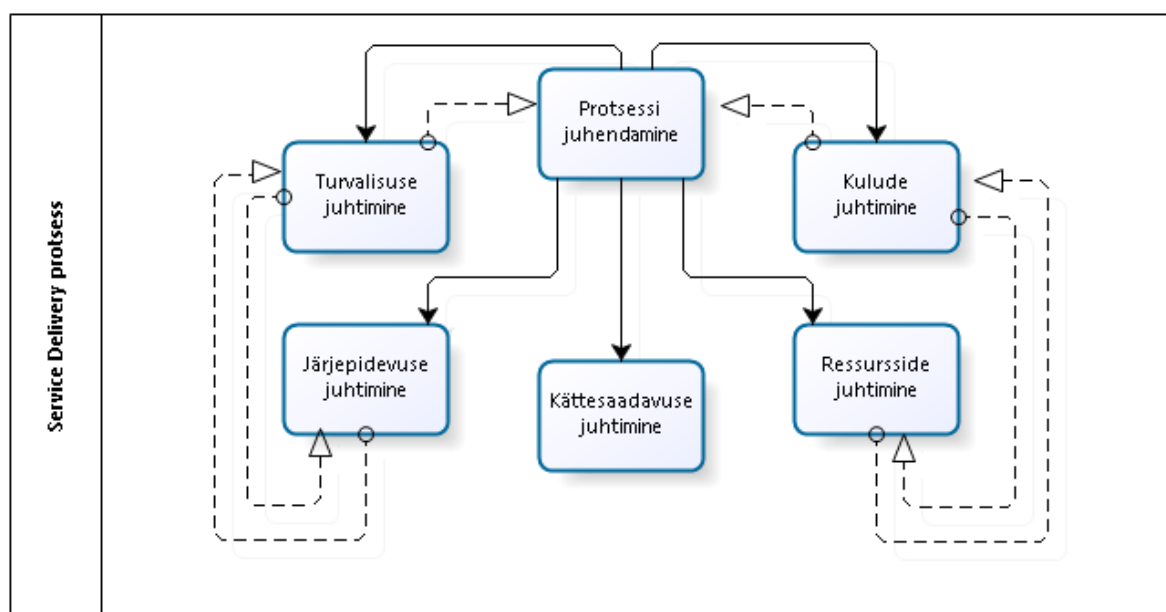 Service Delivery protsess
Protsessi
juhendamine
Turvalisuse
juhtimine
Kulude
juhtimine
Järjepidevuse
juhtimine
Kättesaadavuse
juhtimine
Ressursside
juhtimine